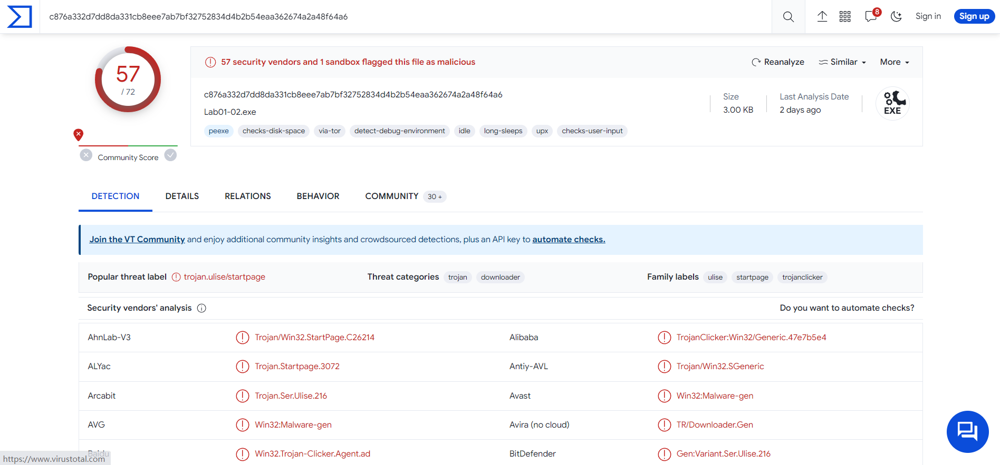 c876a332d7dd8da331cb8eee7ab7bf32752834d4b2b54eaa362674a2a48f64a6
8
Sign in
Sign up
57
/ 72
Community Score
57 security vendors and 1 sandbox flagged this file as malicious
Reanalyze
Similar
More
c876a332d7dd8da331cb8eee7ab7bf32752834d4b2b54eaa362674a2a48f64a6
Lab01-02.exe
peexe
checks-disk-space
via-tor
detect-debug-environment
idle
long-sleeps
upx
checks-user-input
Size
3.00 KB
Last Analysis Date
2 days ago
EXE
DETECTION
DETAILS
RELATIONS
BEHAVIOR
COMMUNITY
30 +
Join the VT Community and enjoy additional community insights and crowdsourced detections, plus an API key to automate checks.
Popular threat label
trojan.ulise/startpage
Threat categories
trojan
downloader
Family labels
ulise
startpage
trojanclicker
Security vendors' analysis
Do you want to automate checks?
AhnLab-V3
Trojan/Win32.StartPage.C26214
Alibaba
TrojanClicker:Win32/Generic.47e7b5e4
ALYac
Trojan.Startpage.3072
Antiy-AVL
Trojan/Win32.SGeneric
Arcabit
Trojan.Ser.Ulise.216
Avast
Win32:Malware-gen
AVG
Win32:Malware-gen
Avira (no cloud)
TR/Downloader.Gen
Baidu
Win32.Trojan-Clicker.Agent.ad
BitDefender
Gen:Variant.Ser.Ulise.216
https://www.virustotal.com